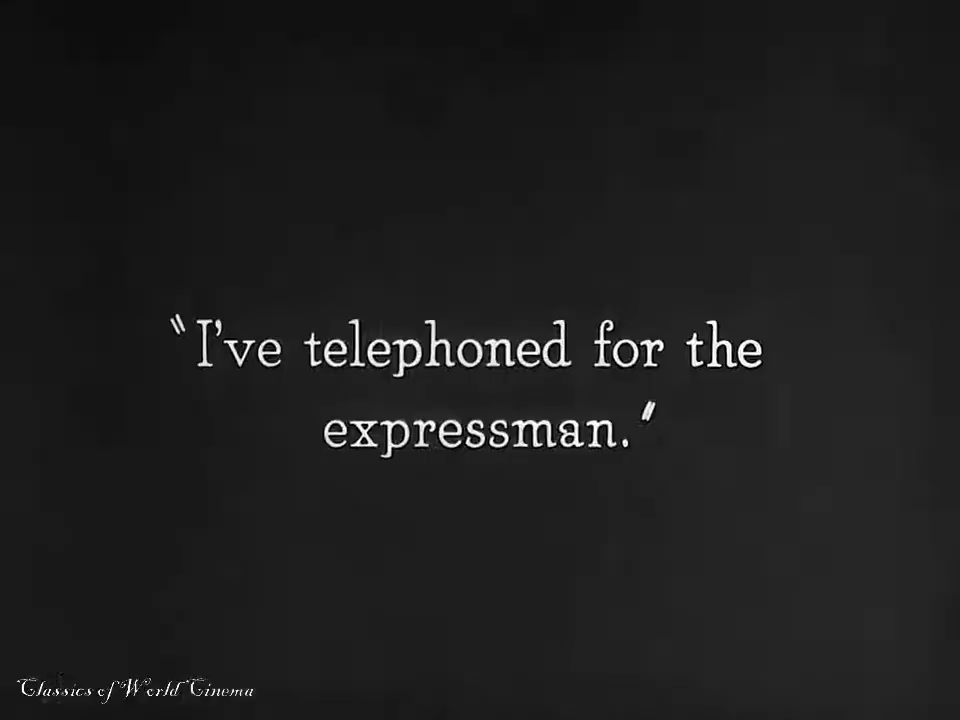 "I've telephoned for the
expressman."
Classics of World Cinema